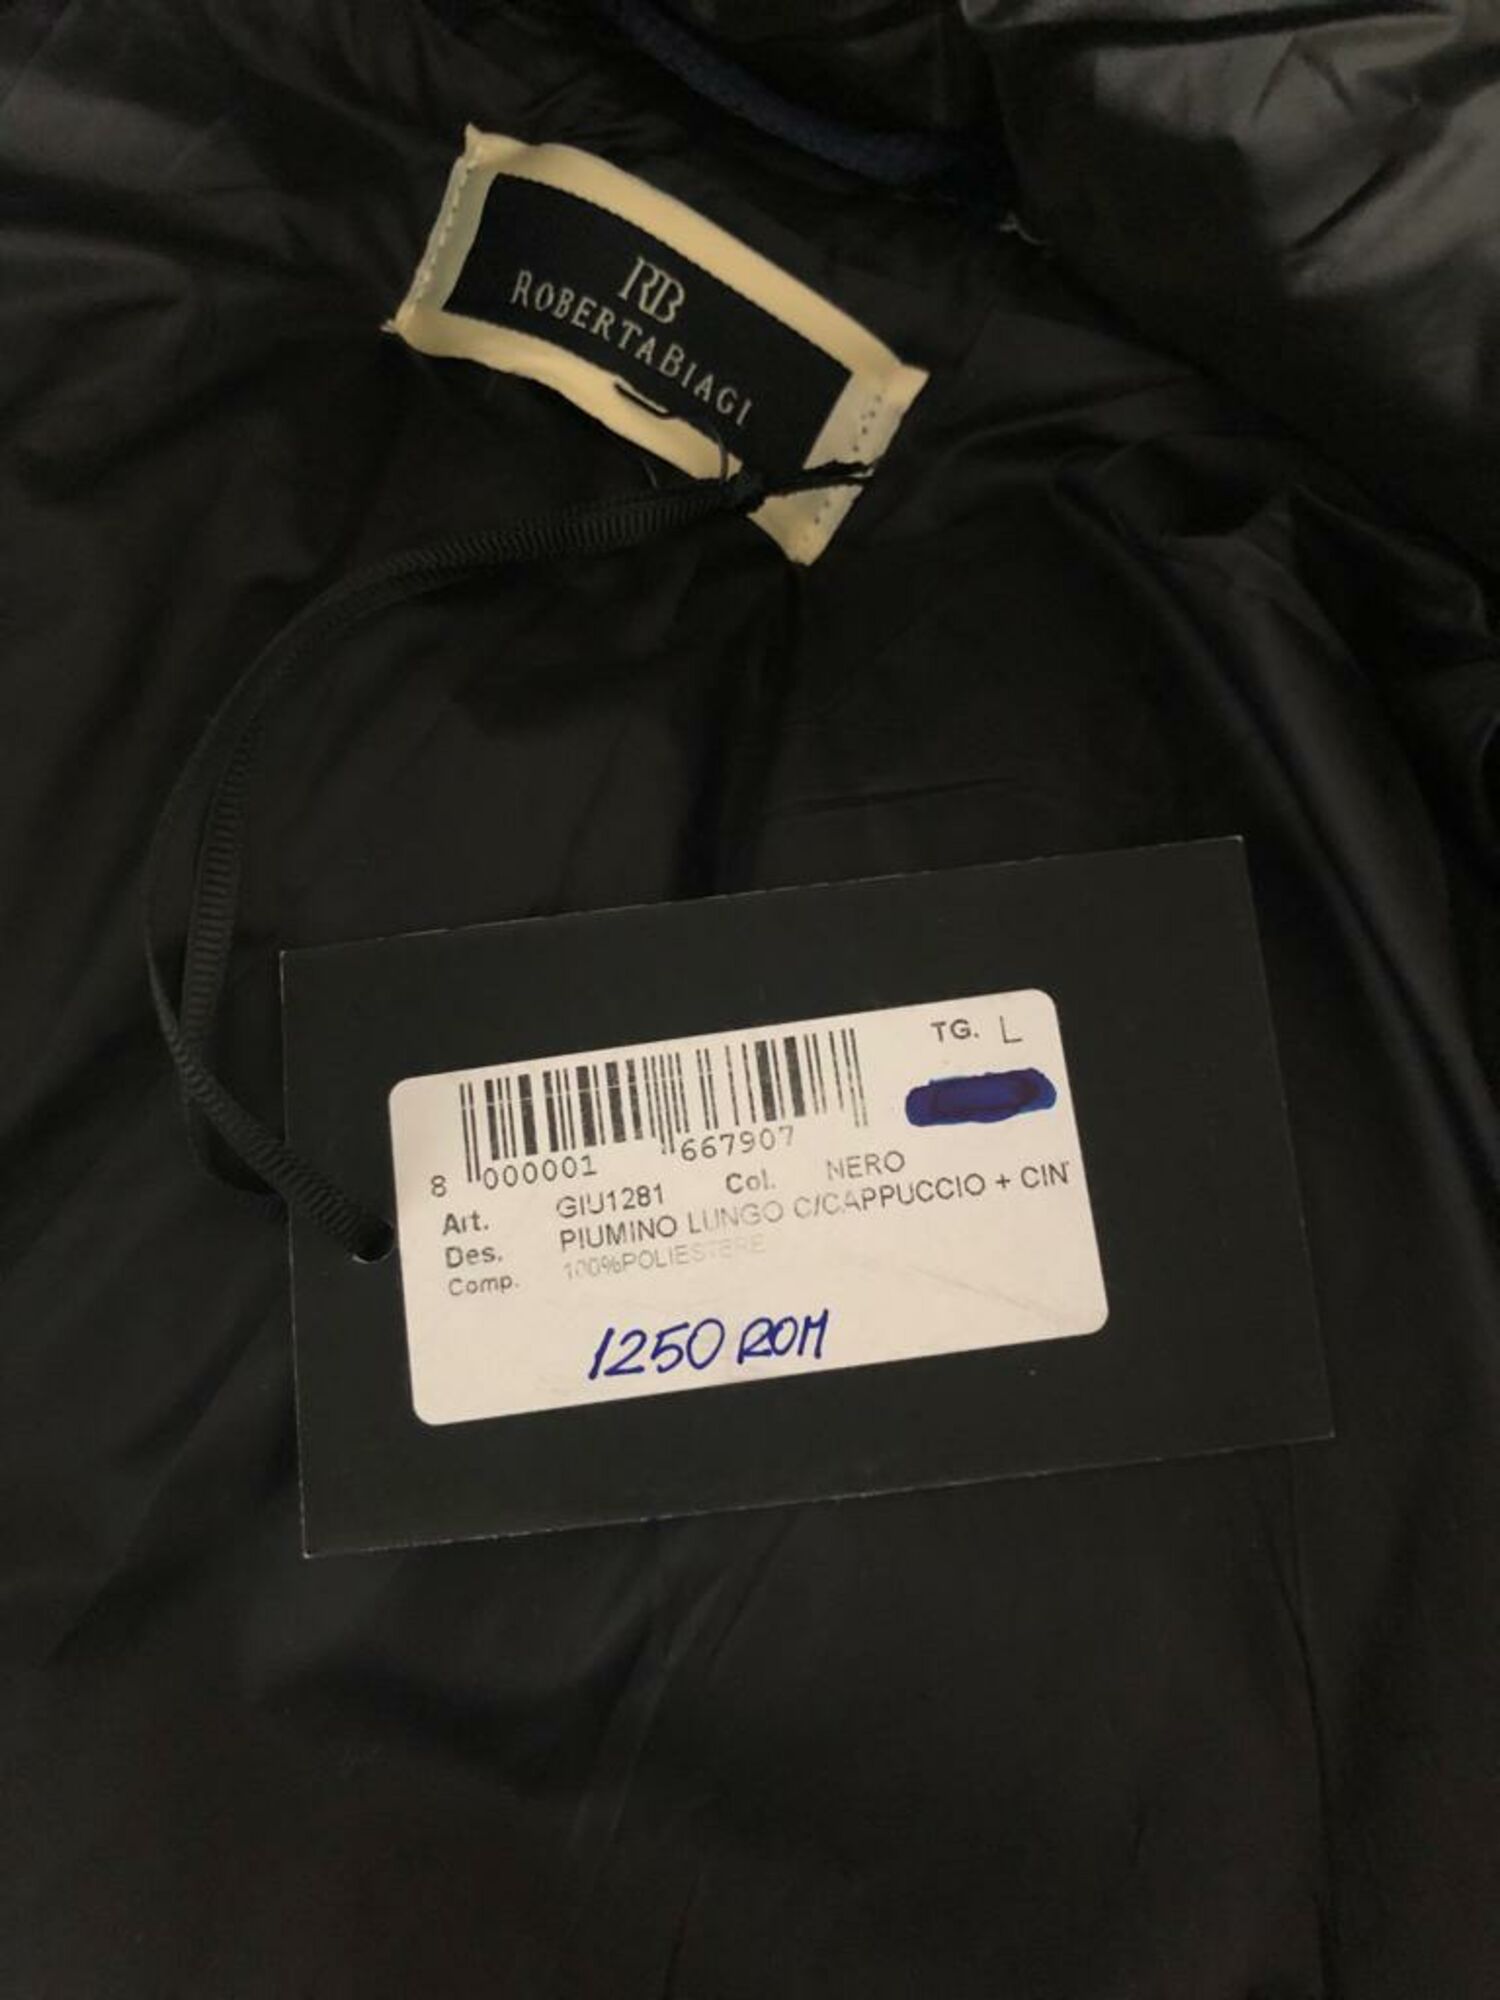 RB
ROBERTABIAGI
TG. L
8 000001 667907
Art. GIU1281 Col. NERO
Des. PIUMINO LUNGO C/CAPPUCCIO + CIN
Comp. 100%POLIESTERE
1250 ROM